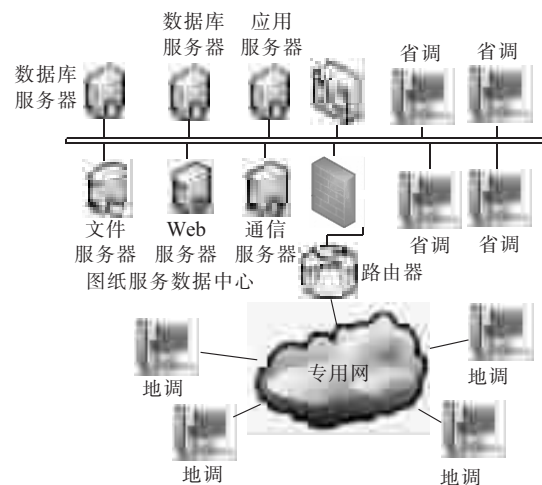 数据库
服务器
应用
服务器
数据库
服务器
省调
省调
文件
服务器
Web
服务器
通信
服务器
省调
省调
图纸服务数据中心
路由器
专用网
地调
地调
地调
地调